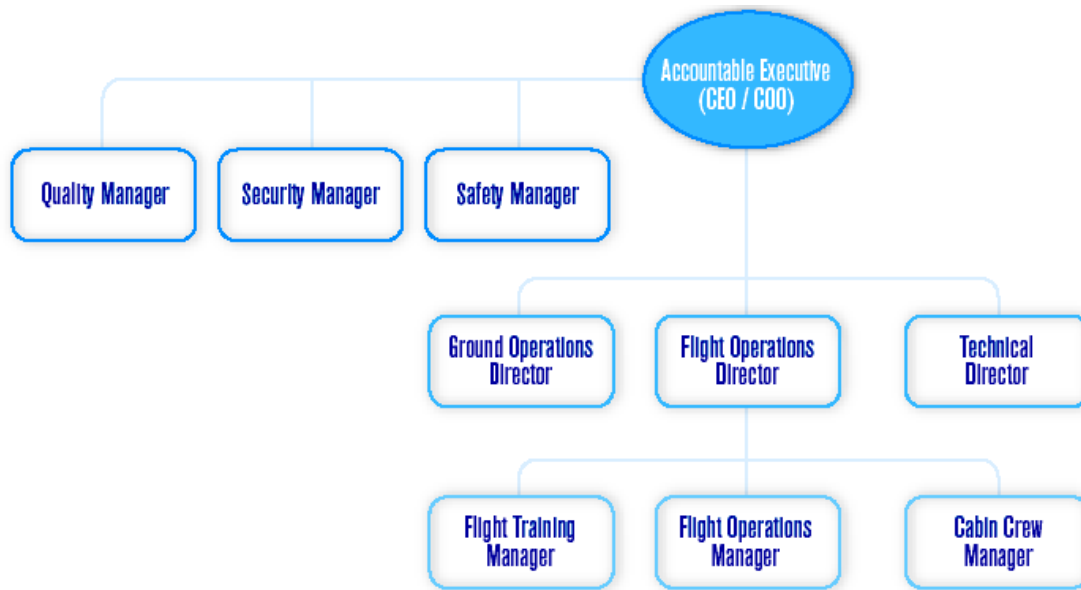 Accountable Executive
(CEO / COO)
Quality Manager
Security Manager
Safety Manager
Ground Operations
Director
Flight Operations
Director
Technical
Director
Flight Training
Manager
Flight Operations
Manager
Cabin Crew
Manager